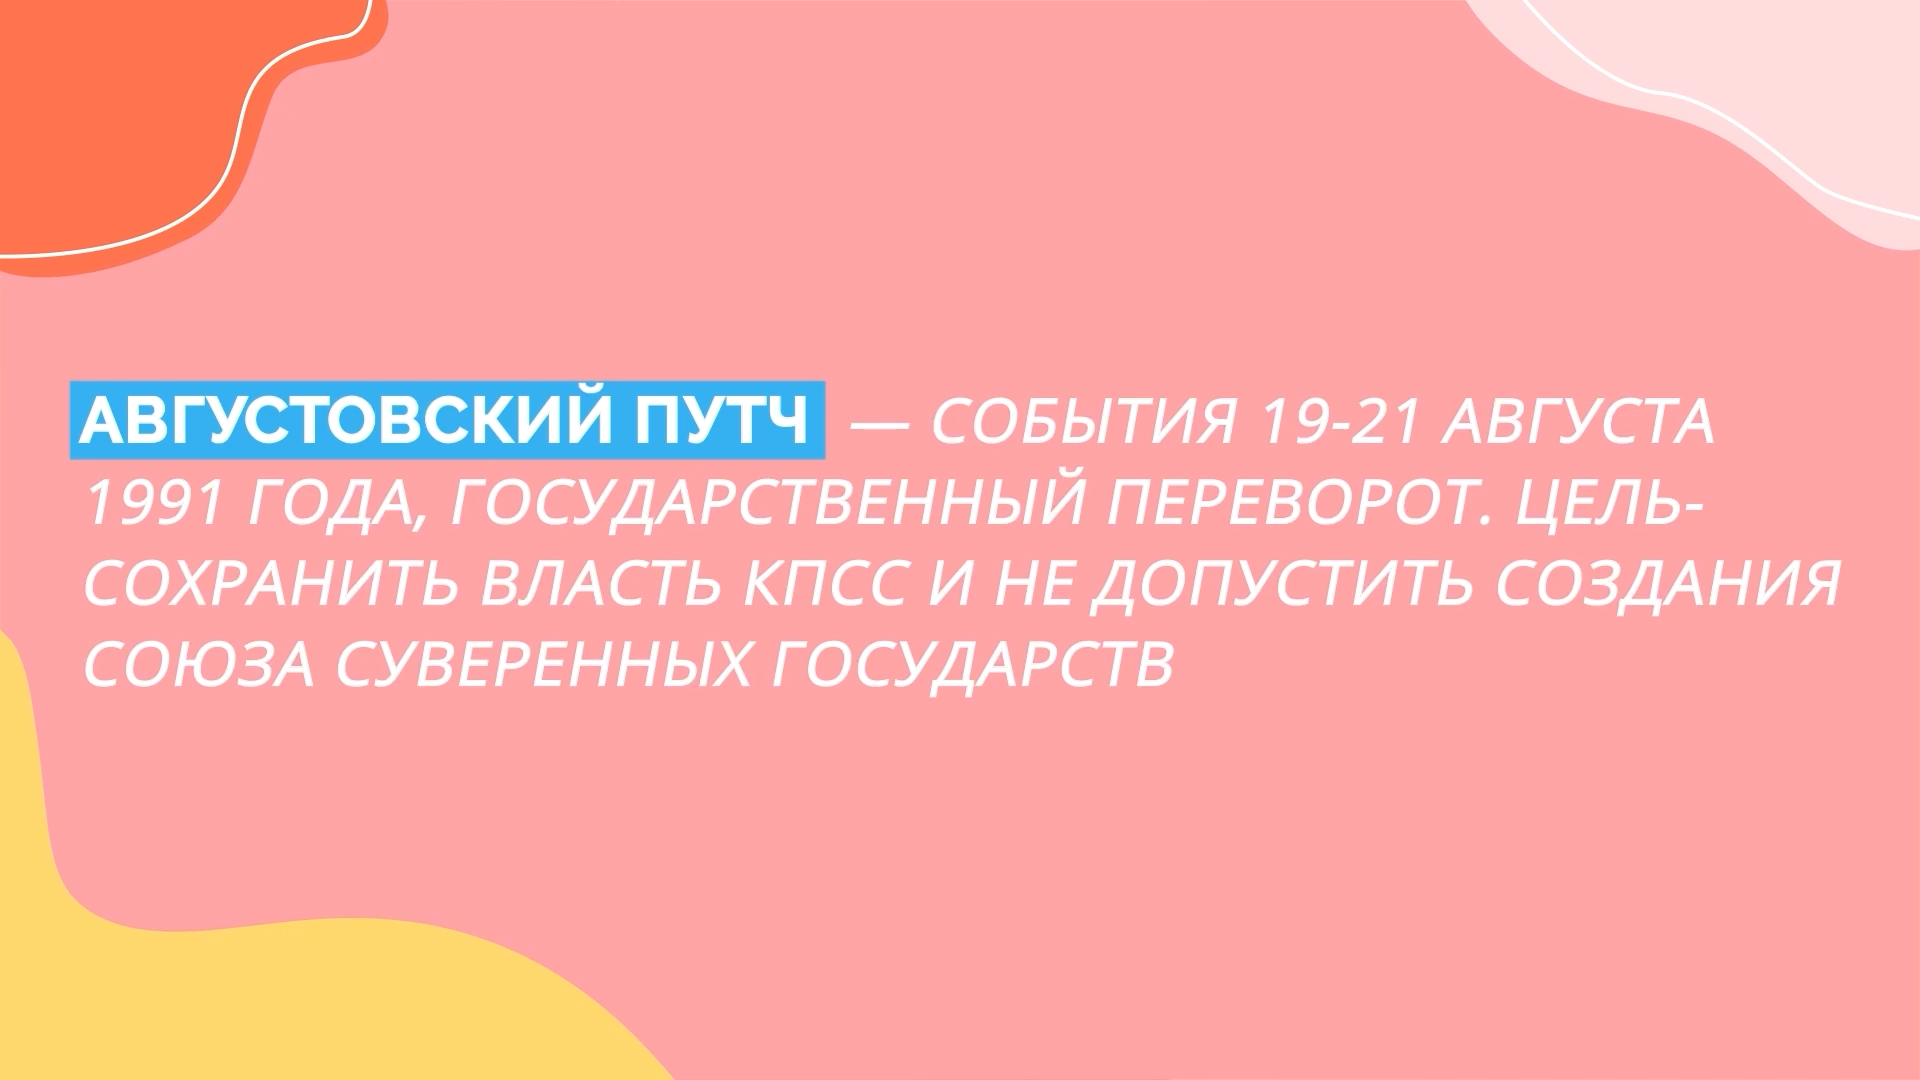 АВГУСТОВСКИЙ ПУТЧ — СОБЫТИЯ 19-21 АВГУСТА
1991 ГОДА, ГОСУДАРСТВЕННЫЙ ПЕРЕВОРОТ. ЦЕЛЬ-
СОХРАНИТЬ ВЛАСТЬ КПСС И НЕ ДОПУСТИТЬ СОЗДАНИЯ
СОЮЗА СУВЕРЕННЫХ ГОСУДАРСТВ